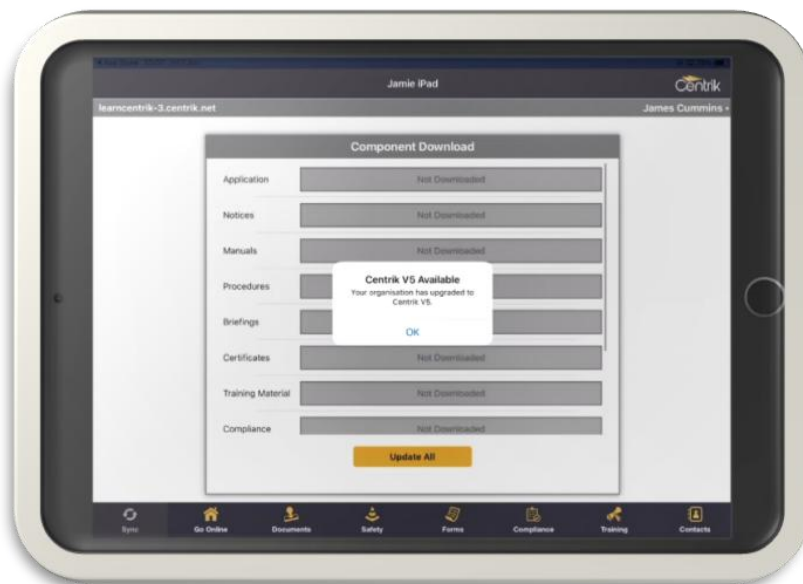 Jamie iPad
Centrik
learncentrik-3.centrik.net
James Cummins
Component Download
Application Not Downloaded
Notices Not Downloaded
Manuals Not Downloaded
Procedures
Briefings
Certificates Not Downloaded
Training Material Not Downloaded
Compliance Not Downloaded
Centrik V5 Available
Your organisation has upgraded to
Centrik V5.
OK
Update All
Sync Go Online Documents Safety Forms Compliance Training Contacts